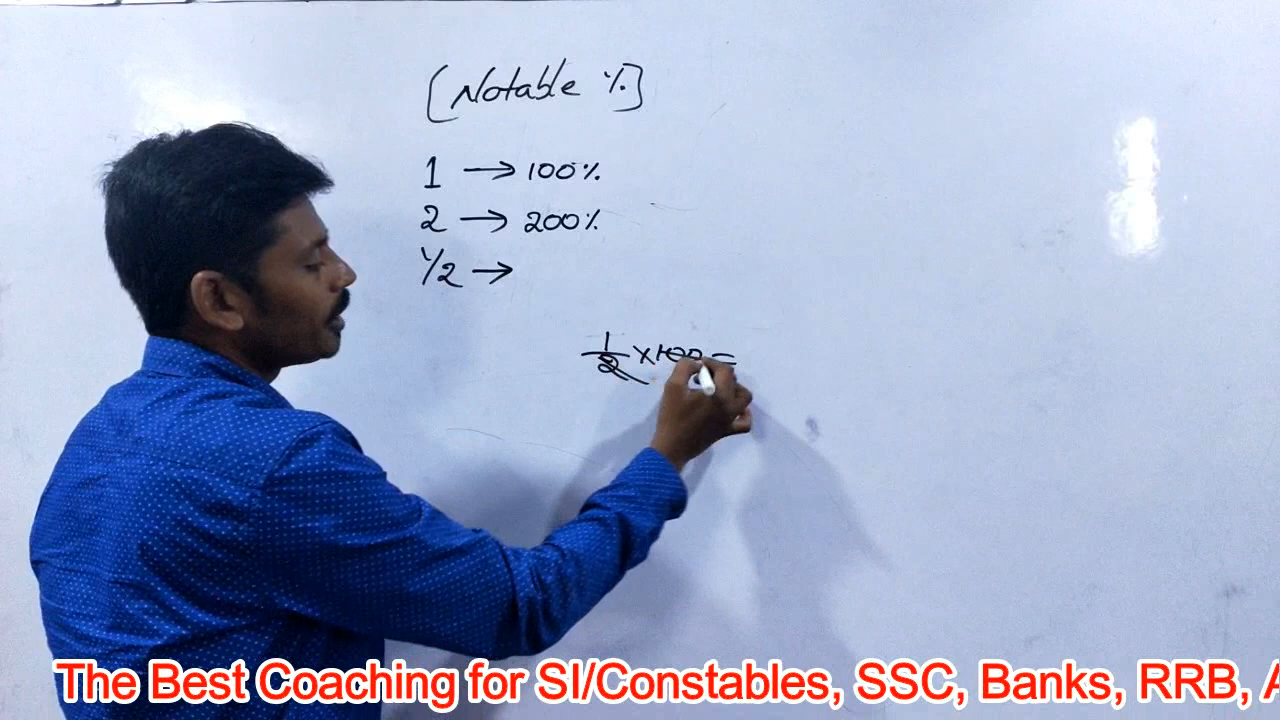 [Notable %]
1 → 100%
2 → 200%
1/2 →
1/2 × 100 =
The Best Coaching for SI/Constables, SSC, Banks, RRB, A